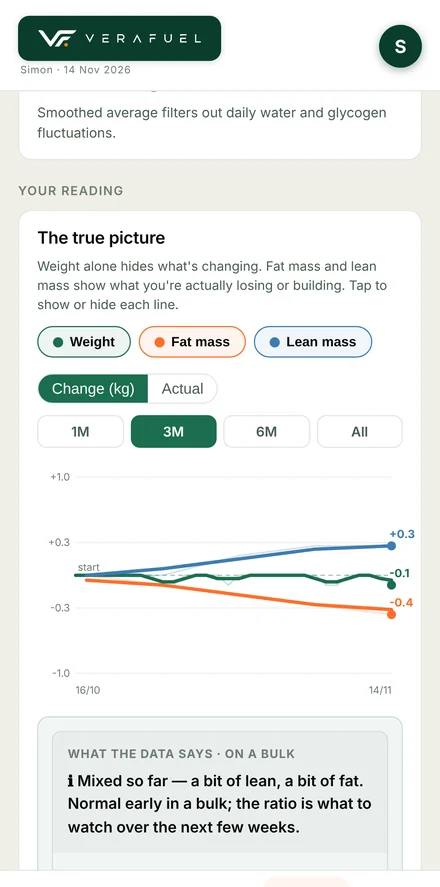 VERAFUEL
S
Simon · 14 Nov 2026
Smoothed average filters out daily water and glycogen
fluctuations.
YOUR READING
The true picture
Weight alone hides what's changing. Fat mass and lean
mass show what you're actually losing or building. Tap to
show or hide each line.
Weight
Fat mass
Lean mass
Change (kg)
Actual
1M
3M
6M
All
+1.0
+0.3
+0.3
start
-0.1
-0.3
-0.4
-1.0
16/10
14/11
WHAT THE DATA SAYS · ON A BULK
ℹ Mixed so far — a bit of lean, a bit of fat.
Normal early in a bulk; the ratio is what to
watch over the next few weeks.